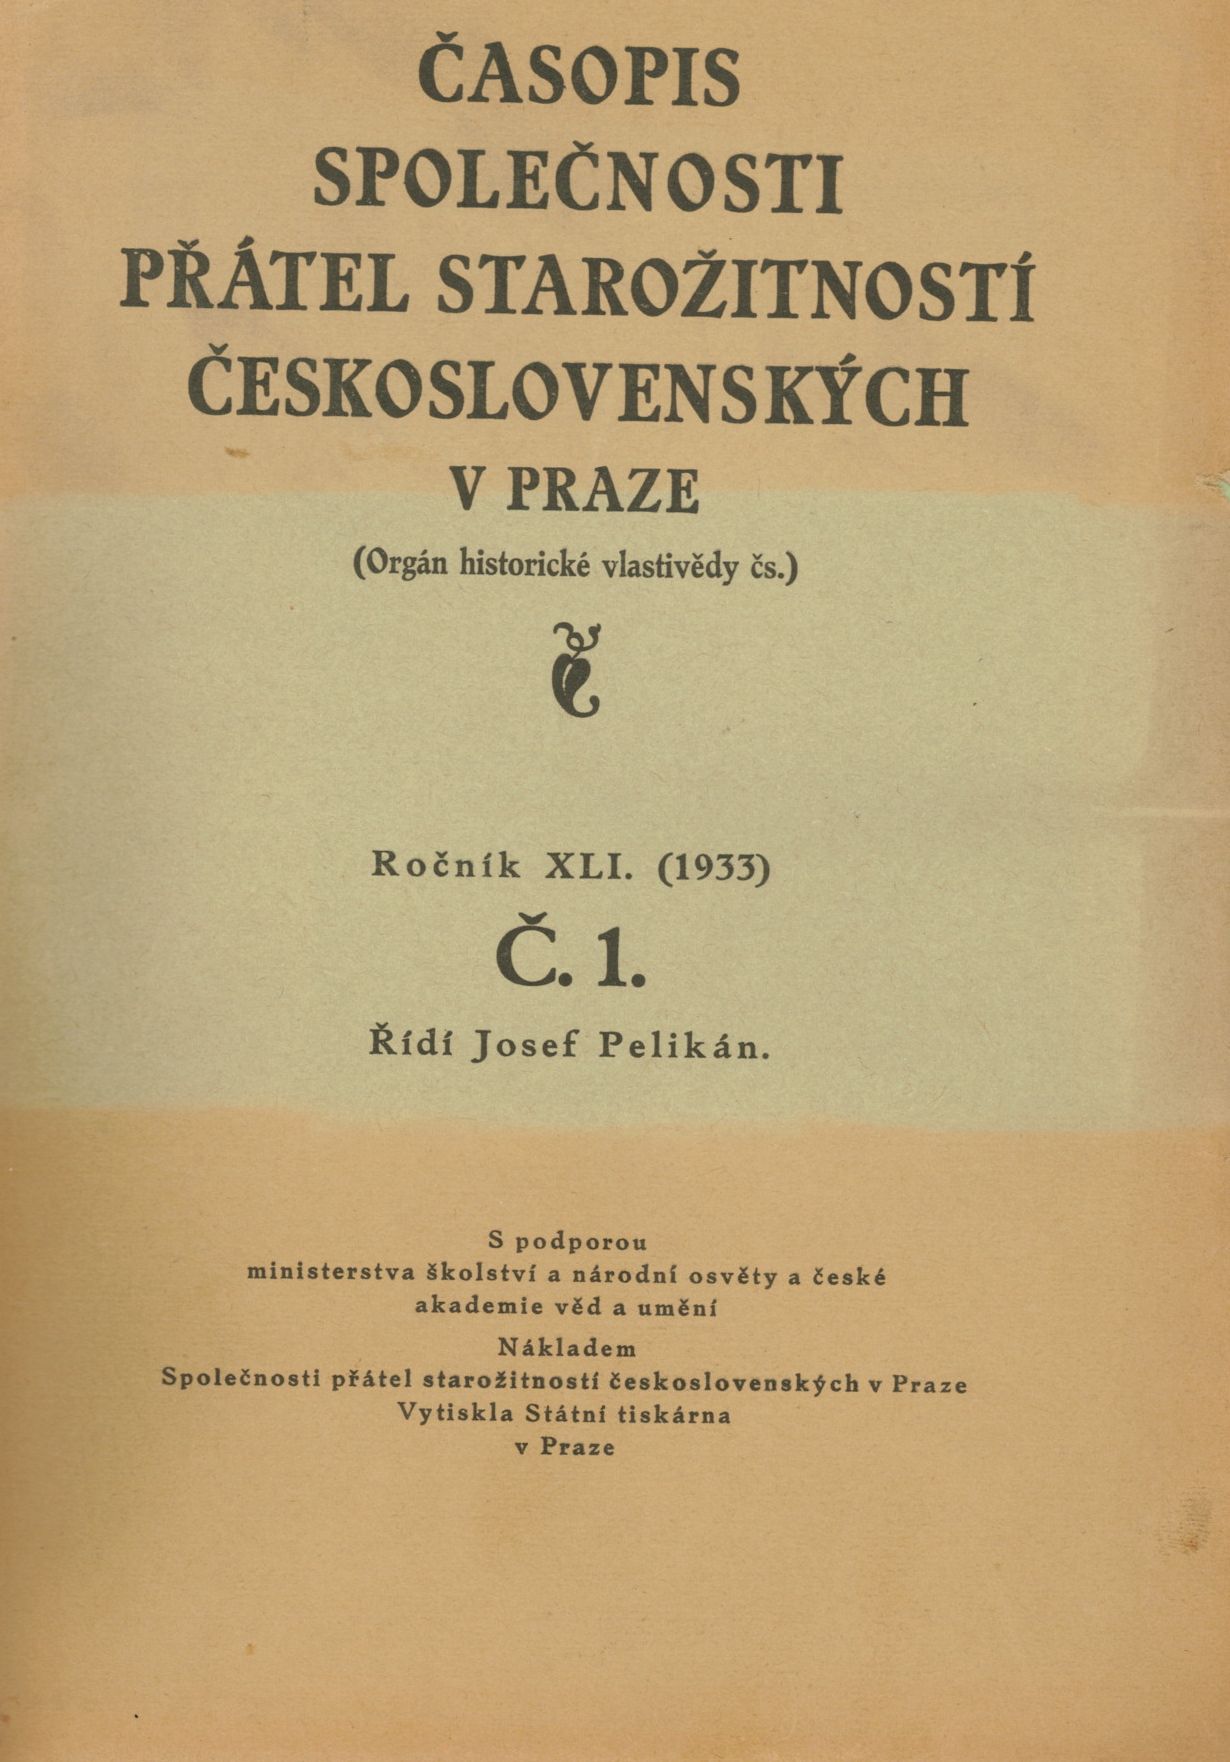 ČASOPIS
SPOLEČNOSTI
PŘÁTEL STAROŽITNOSTÍ
ČESKOSLOVENSKÝCH
V PRAZE
(Orgán historické vlastivědy čs.)
Ročník XLI. (1933)
Č. 1.
Řídí Josef Pelikán.
S podporou
ministerstva školství a národní osvěty a české
akademie věd a umění
Nákladem
Společnosti přátel starožitností československých v Praze
Vytiskla Státní tiskárna
v Praze